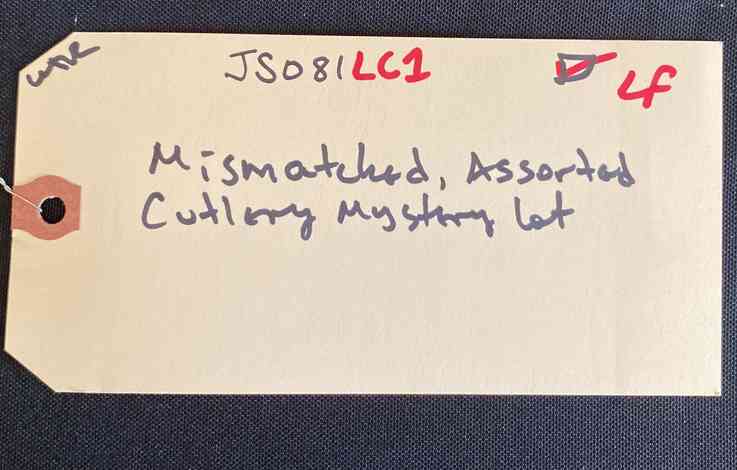 JS081LC1
Lf
Mismatched, Assorted
Cutlery Mystery Lot